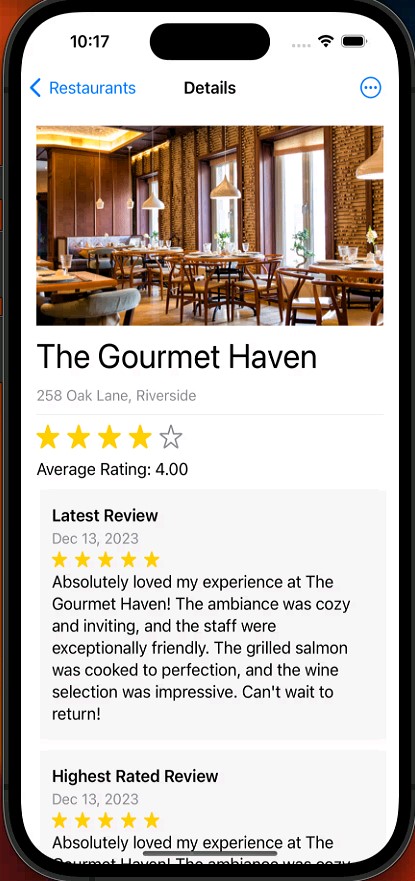 10:17
Restaurants
Details
The Gourmet Haven
258 Oak Lane, Riverside
Average Rating: 4.00
Latest Review
Dec 13, 2023
Absolutely loved my experience at The
Gourmet Haven! The ambiance was cozy
and inviting, and the staff were
exceptionally friendly. The grilled salmon
was cooked to perfection, and the wine
selection was impressive. Can't wait to
return!
Highest Rated Review
Dec 13, 2023
Absolutely loved my experience at The
Gourmet Haven! The ambiance was cozy